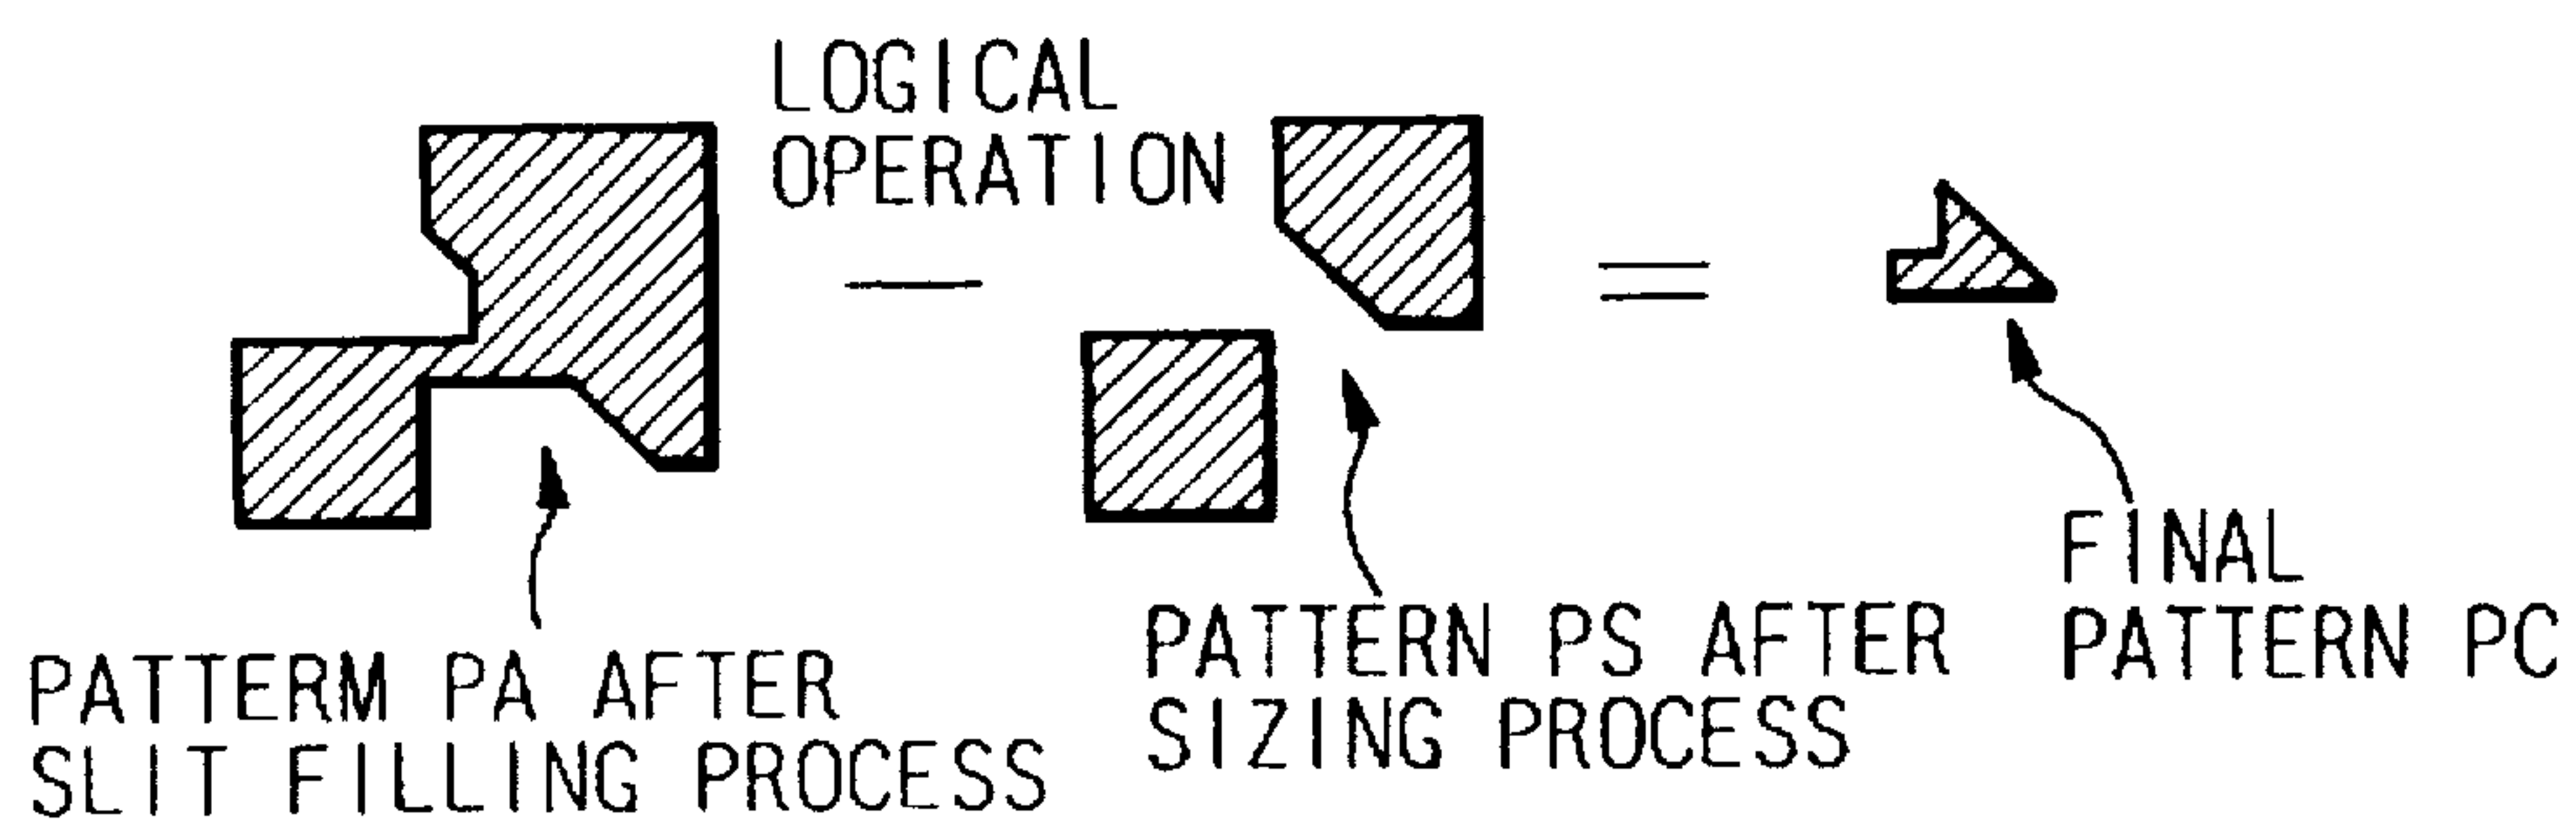 LOGICAL
OPERATION
PATTERM PA AFTER
SLIT FILLING PROCESS
PATTERN PS AFTER
SIZING PROCESS
FINAL
PATTERN PC